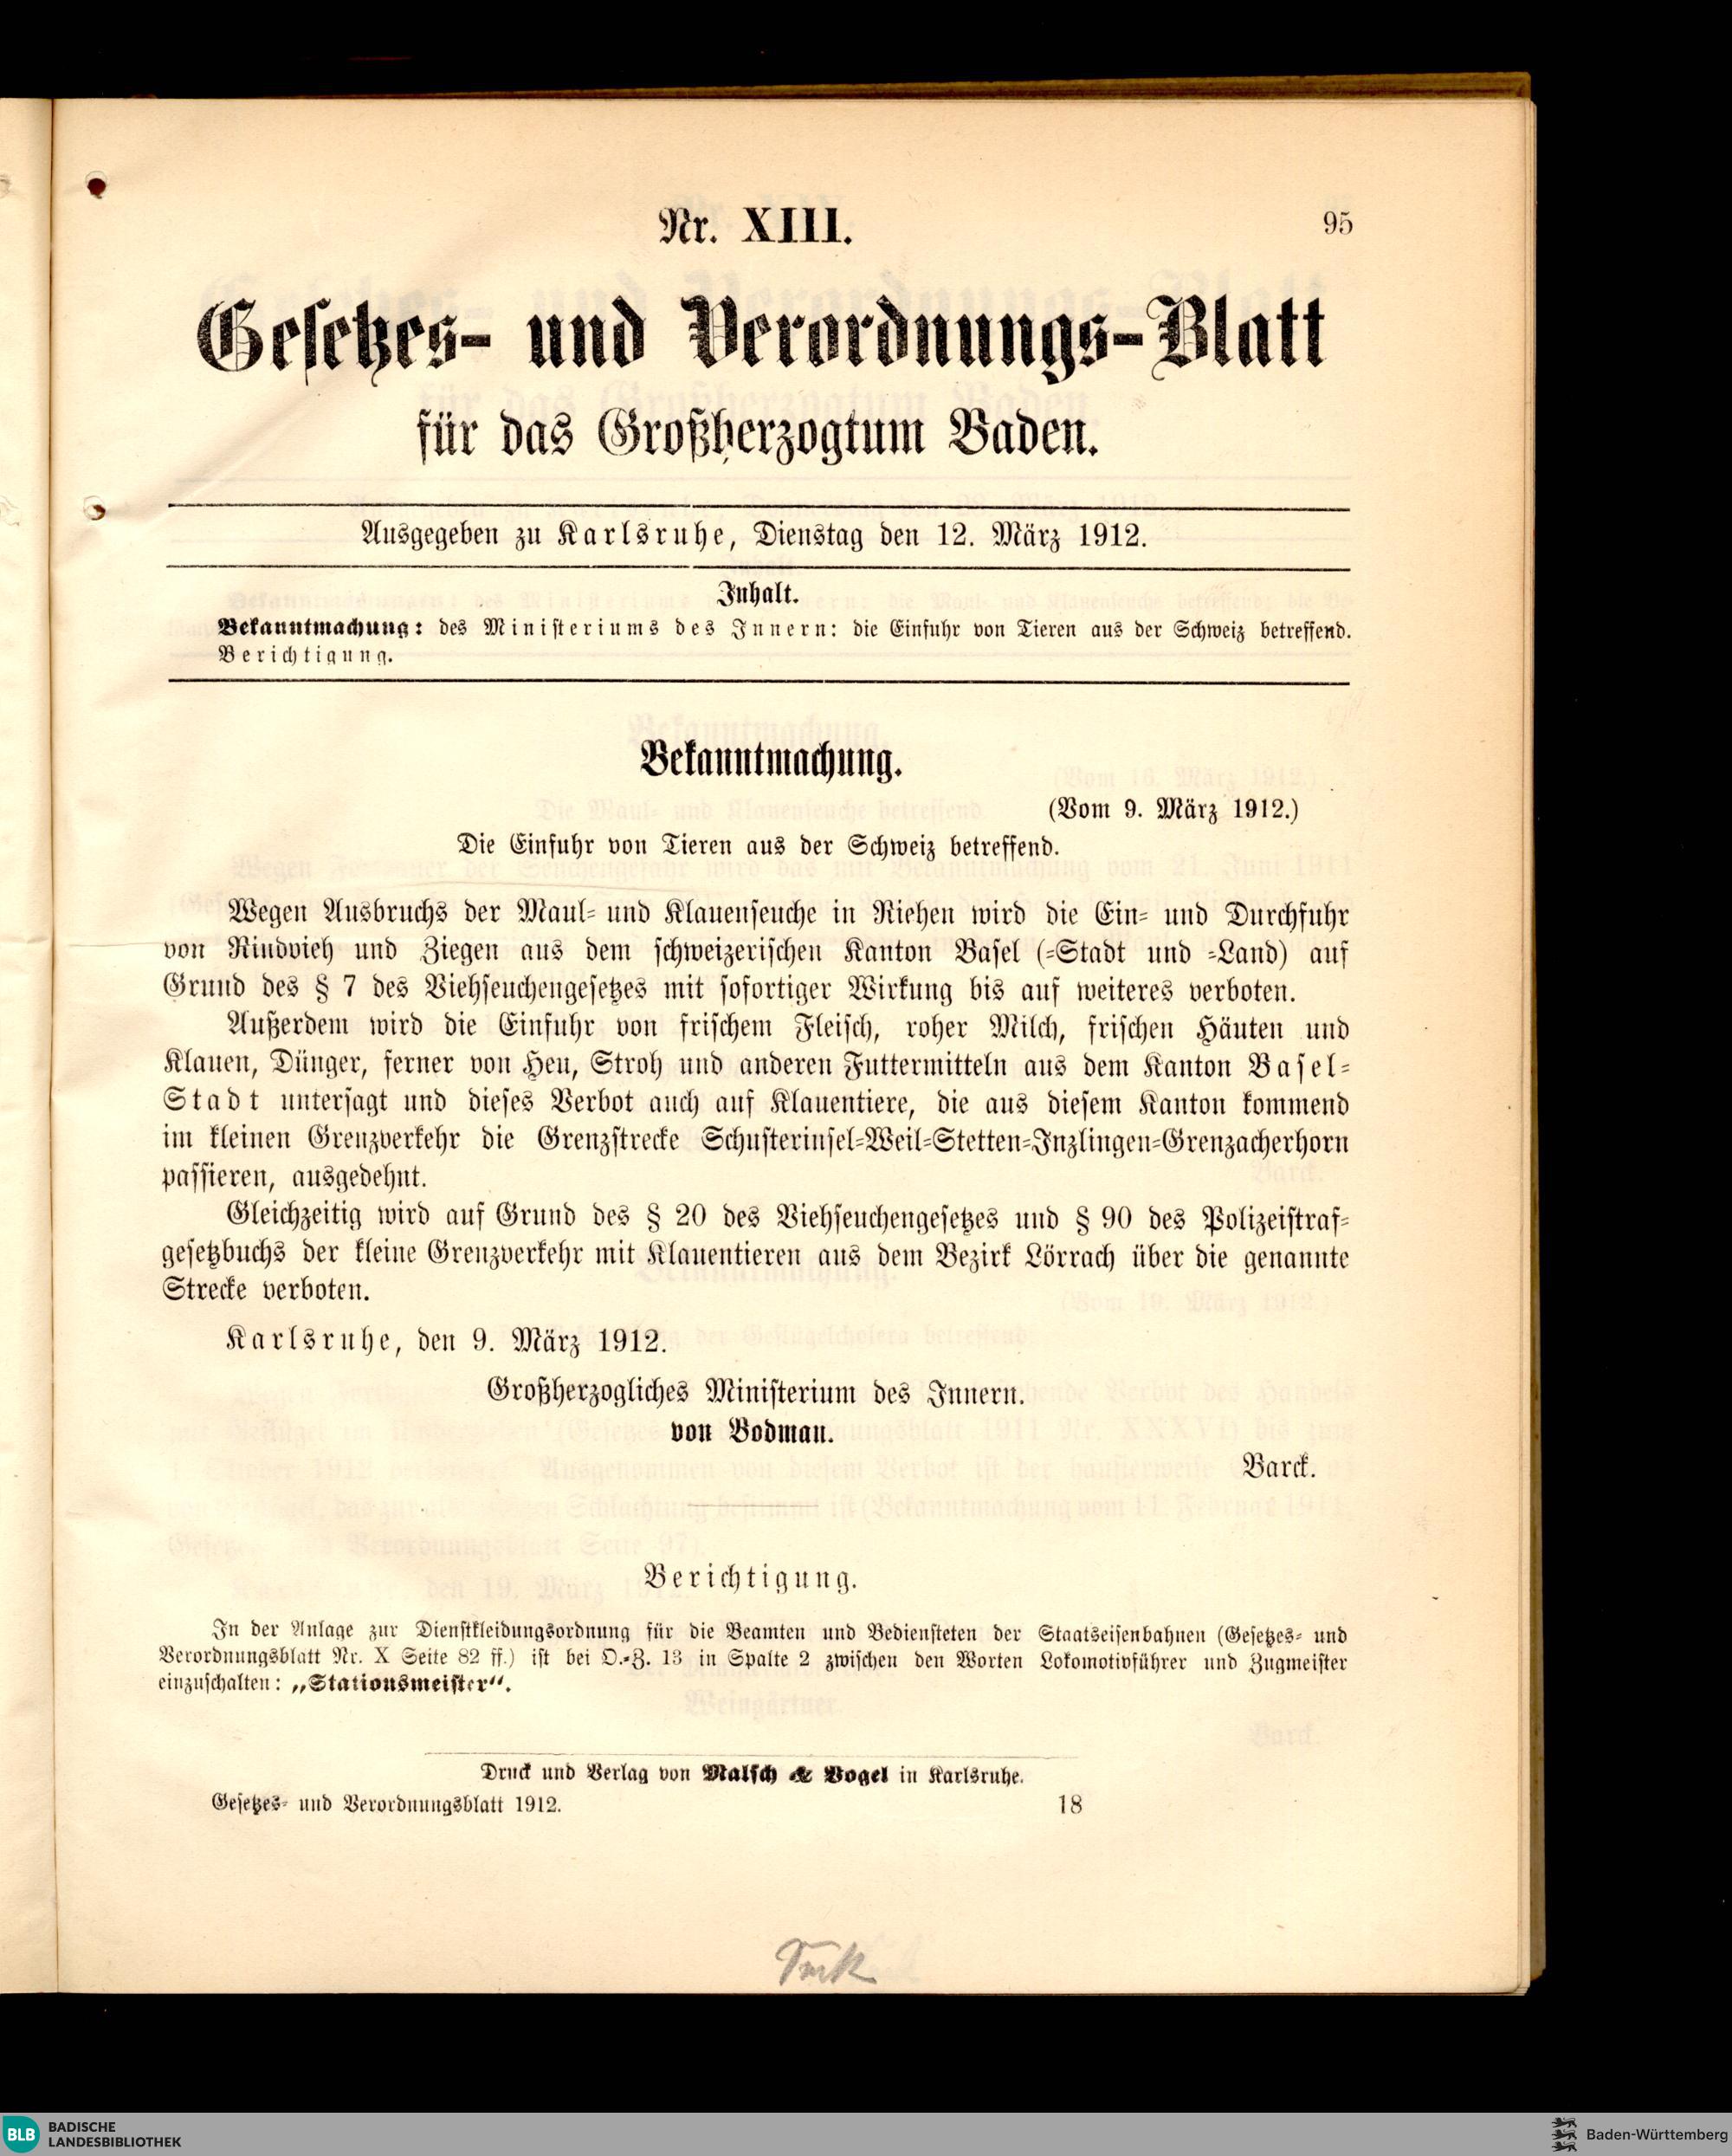 Nr. XIII.
95
Gesetzes- und Verordnungs-Blatt
für das Großherzogtum Baden.
Ausgegeben zu Karlsruhe, Dienstag den 12. März 1912.
Inhalt.
Bekanntmachung: des Ministeriums des Innern: die Einfuhr von Tieren aus der Schweiz betreffend.
Berichtigung.
Bekanntmachung.
(Vom 9. März 1912.)
Die Einfuhr von Tieren aus der Schweiz betreffend.
Wegen Ausbruchs der Maul- und Klauenseuche in Riehen wird die Ein- und Durchfuhr
von Rindvieh und Ziegen aus dem schweizerischen Kanton Basel (-Stadt und -Land) auf
Grund des § 7 des Viehseuchengesetzes mit sofortiger Wirkung bis auf weiteres verboten.
Außerdem wird die Einfuhr von frischem Fleisch, roher Milch, frischen Häuten und
Klauen, Dünger, ferner von Heu, Stroh und anderen Futtermitteln aus dem Kanton Basel-
Stadt untersagt und dieses Verbot auch auf Klauentiere, die aus diesem Kanton kommend
im kleinen Grenzverkehr die Grenzstrecke Schusterinsel-Weil-Stetten-Inzlingen-Grenzacherhorn
passieren, ausgedehnt.
Gleichzeitig wird auf Grund des § 20 des Viehseuchengesetzes und § 90 des Polizeistraf-
gesetzbuchs der kleine Grenzverkehr mit Klauentieren aus dem Bezirk Lörrach über die genannte
Strecke verboten.
Karlsruhe, den 9. März 1912.
Großherzogliches Ministerium des Innern.
von Bodman.
Barck.
Berichtigung.
In der Anlage zur Dienstkleidungsordnung für die Beamten und Bediensteten der Staatseisenbahnen (Gesetzes- und
Verordnungsblatt Nr. X Seite 82 ff.) ist bei O.-Z. 13 in Spalte 2 zwischen den Worten Lokomotivführer und Zugmeister
einzuschalten: „Stationsmeister“.
Druck und Verlag von Malsch & Vogel in Karlsruhe.
Gesetzes- und Verordnungsblatt 1912.
18
BLB BADISCHE
LANDESBIBLIOTHEK
Baden-Württemberg